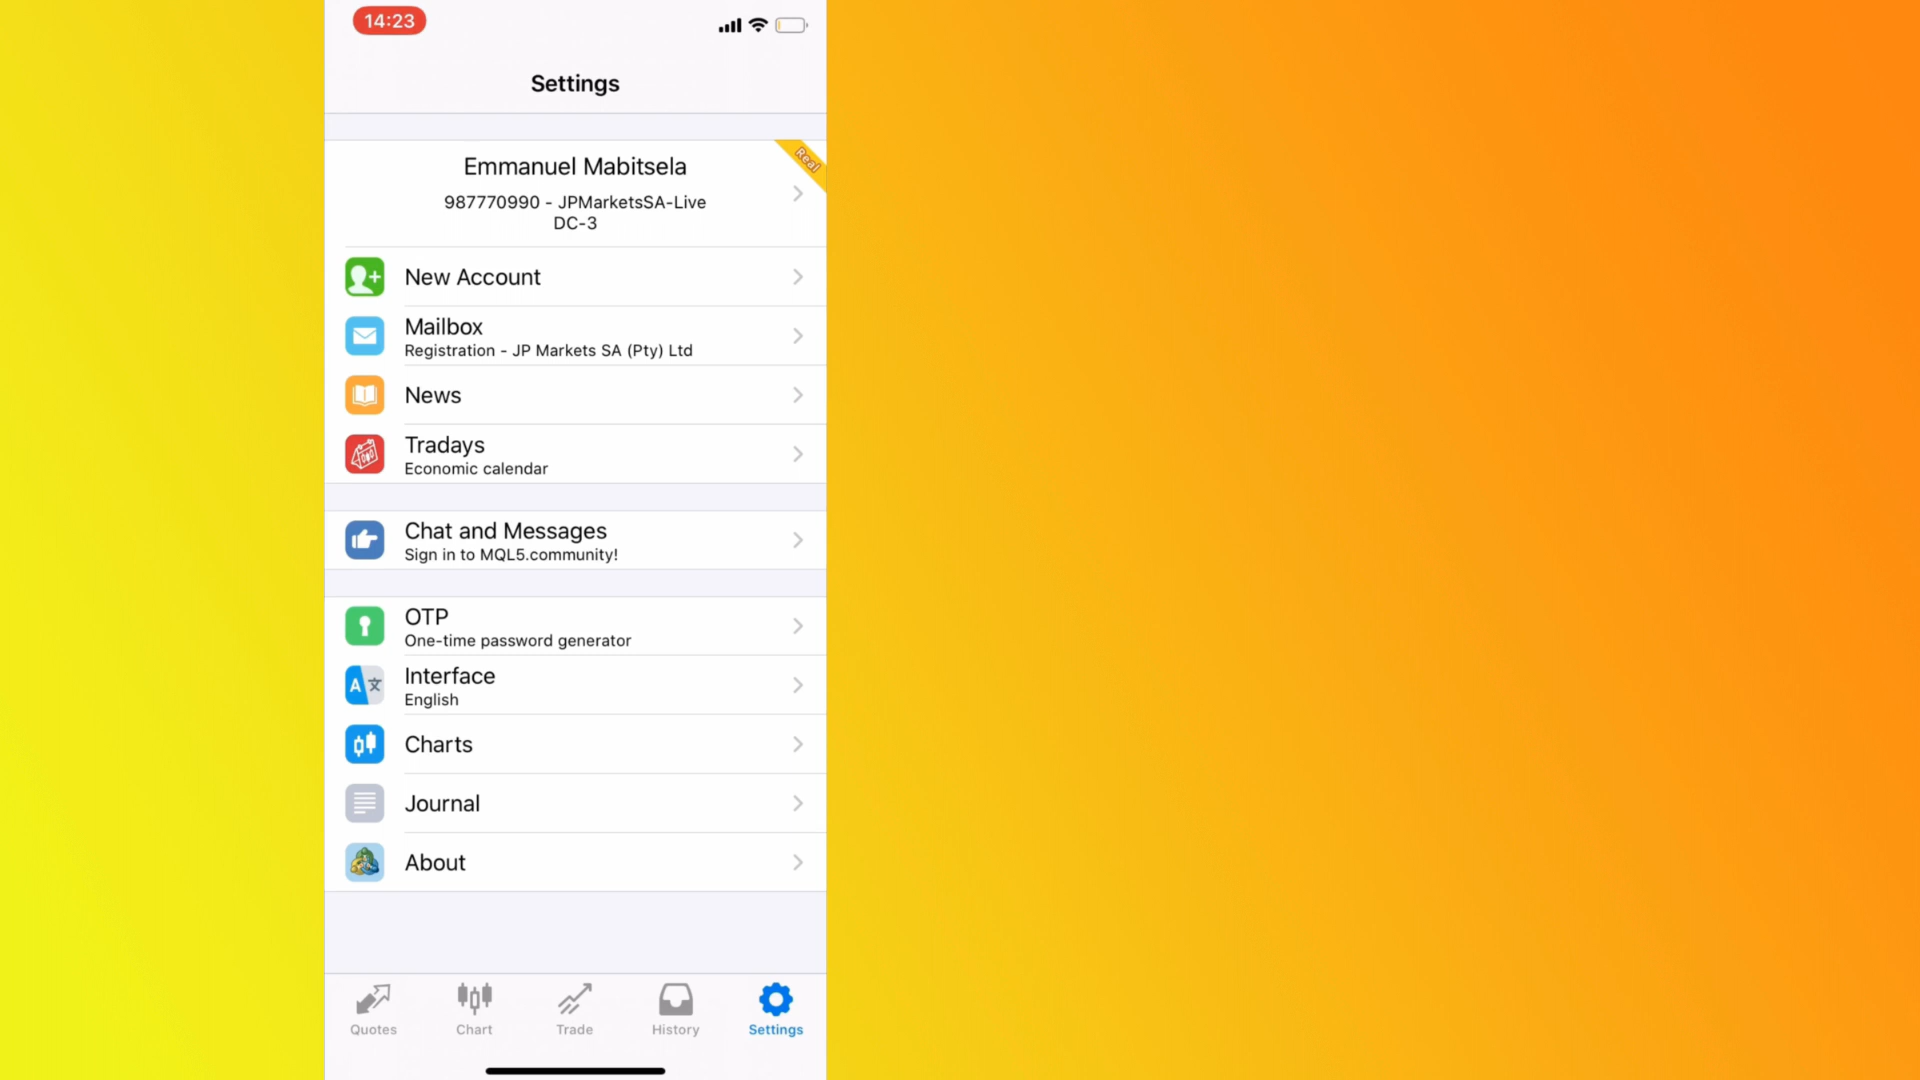 14:23
Settings
Real
Emmanuel Mabitsela
987770990 - JPMarketsSA-Live
DC-3
New Account
Mailbox
Registration - JP Markets SA (Pty) Ltd
News
Tradays
Economic calendar
Chat and Messages
Sign in to MQL5.community!
OTP
One-time password generator
A 文
Interface
English
Charts
Journal
About
Quotes
Chart
Trade
History
Settings